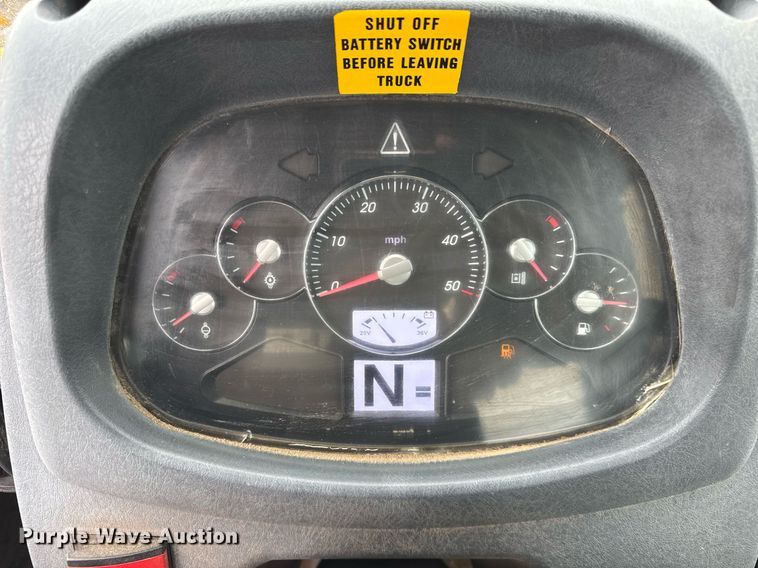 SHUT OFF
BATTERY SWITCH
BEFORE LEAVING
TRUCK
20 30
10 mph 40
0 50
N =
Purple Wave Auction